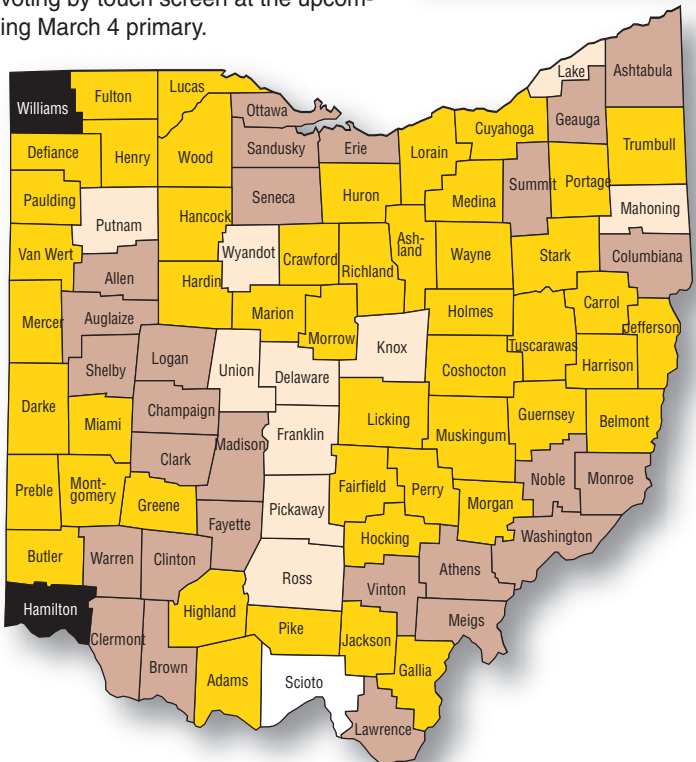 voting by touch screen at the upcom-
ing March 4 primary.
Lake
Ashtabula
Williams
Fulton
Lucas
Ottawa
Geauga
Cuyahoga
Defiance
Henry
Wood
Sandusky
Erie
Lorain
Trumbull
Paulding
Seneca
Huron
Medina
Summit
Portage
Putnam
Hancock
Mahoning
Van Wert
Wyandot
Crawford
Richland
Ash-
land
Wayne
Stark
Columbiana
Allen
Hardin
Mercer
Auglaize
Marion
Morrow
Holmes
Carrol
Jefferson
Knox
Tuscarawas
Shelby
Logan
Union
Delaware
Coshocton
Harrison
Darke
Miami
Champaign
Licking
Guernsey
Belmont
Clark
Madison
Franklin
Muskingum
Preble
Mont-
gomery
Greene
Fairfield
Perry
Noble
Monroe
Morgan
Fayette
Pickaway
Hocking
Washington
Butler
Warren
Clinton
Ross
Athens
Vinton
Hamilton
Highland
Meigs
Clermont
Brown
Pike
Jackson
Adams
Scioto
Gallia
Lawrence